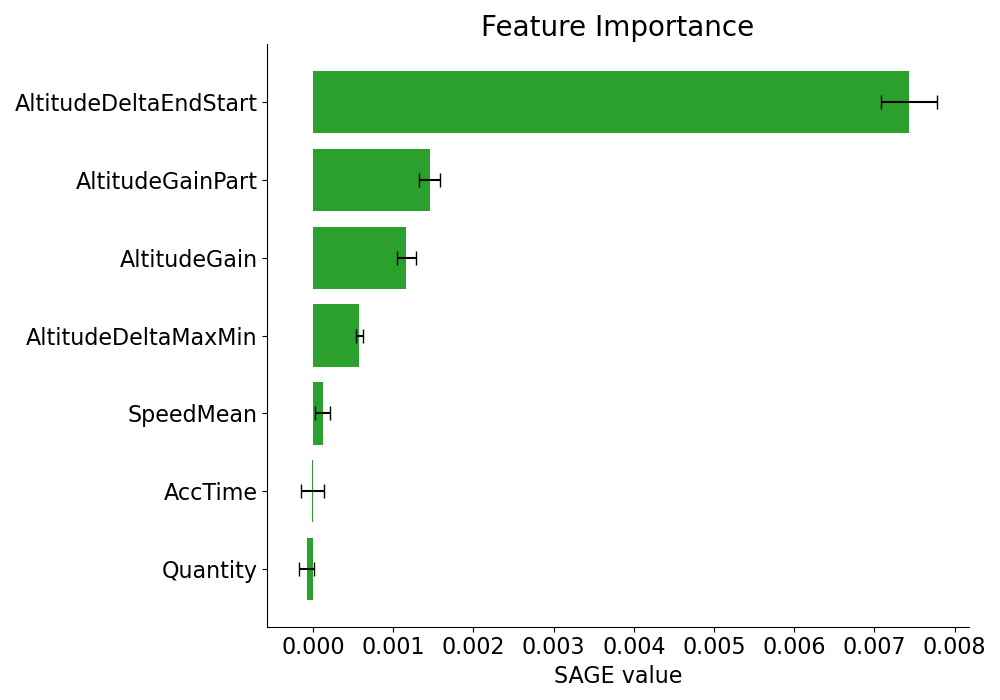 Feature Importance
AltitudeDeltaEndStart
AltitudeGainPart
AltitudeGain
AltitudeDeltaMaxMin
SpeedMean
AccTime
Quantity
0.000 0.001 0.002 0.003 0.004 0.005 0.006 0.007 0.008
SAGE value